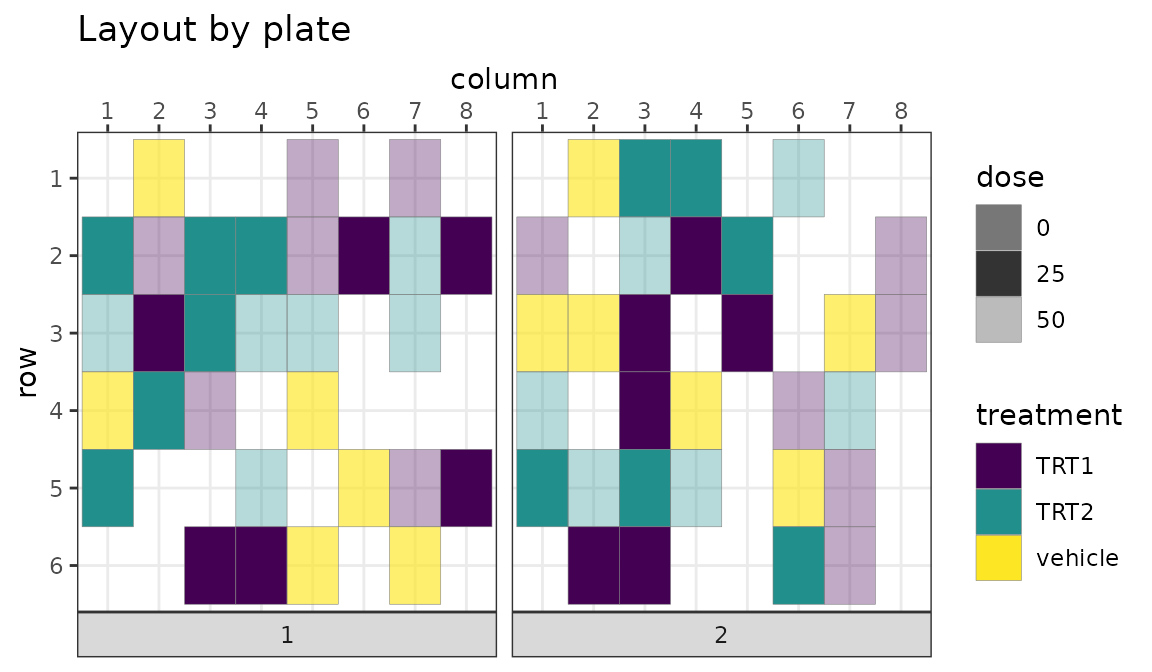 Layout by plate
column
1 2 3 4 5 6 7 8 1 2 3 4 5 6 7 8
row
1
2
3
4
5
6
1 2
dose
0
25
50
treatment
TRT1
TRT2
vehicle